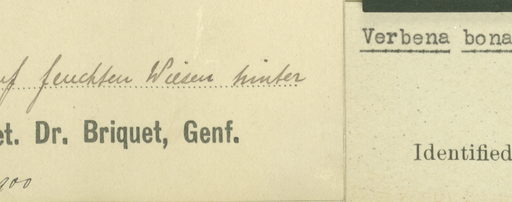 auf feuchten Wiesen hinter
et. Dr. Briquet, Genf.
900
Verbena bona
Identified